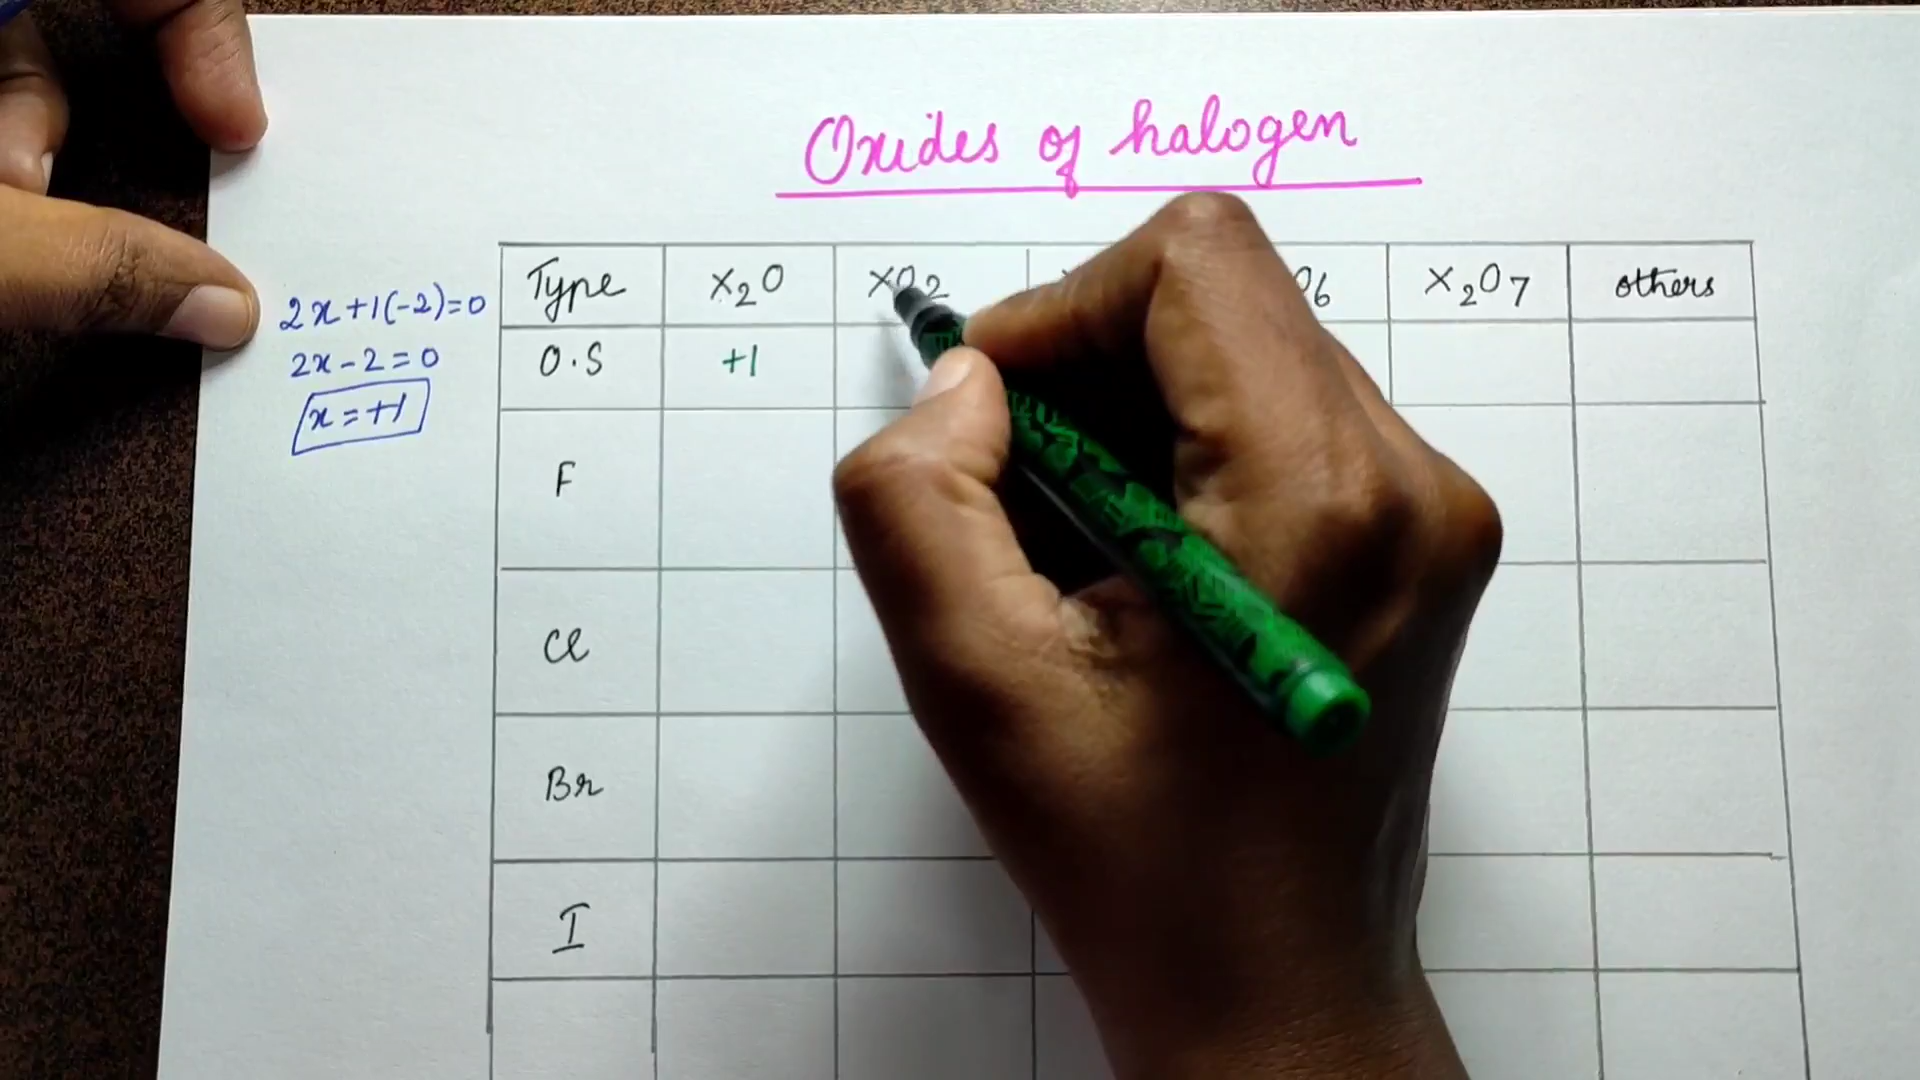 Oxides of halogen
2x+1(-2)=0
2x-2=0
x=+1
Type X2O XO2 O6 X2O7 others
O.S +1
F
Cl
Br
I